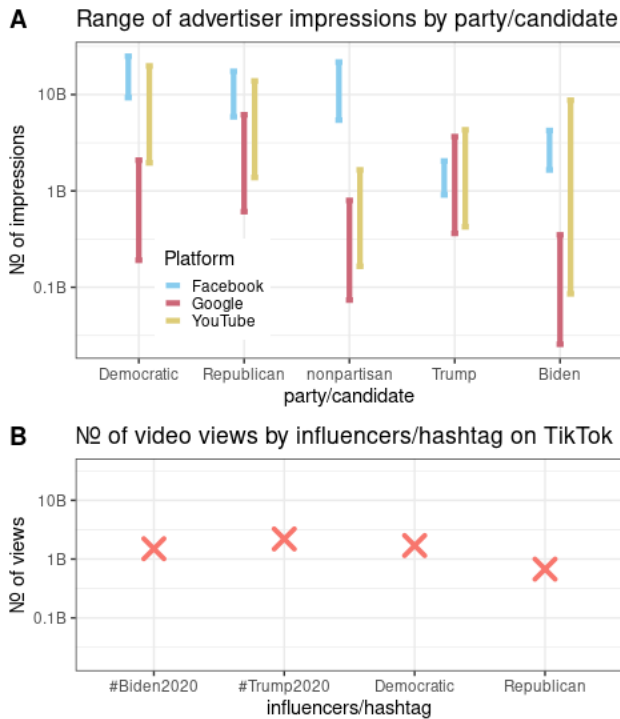 A
Range of advertiser impressions by party/candidate
10B
1B
0.1B
№ of impressions
Platform
Facebook
Google
YouTube
Democratic Republican nonpartisan Trump Biden
party/candidate
B
№ of video views by influencers/hashtag on TikTok
10B
1B
0.1B
№ of views
#Biden2020 #Trump2020 Democratic Republican
influencers/hashtag